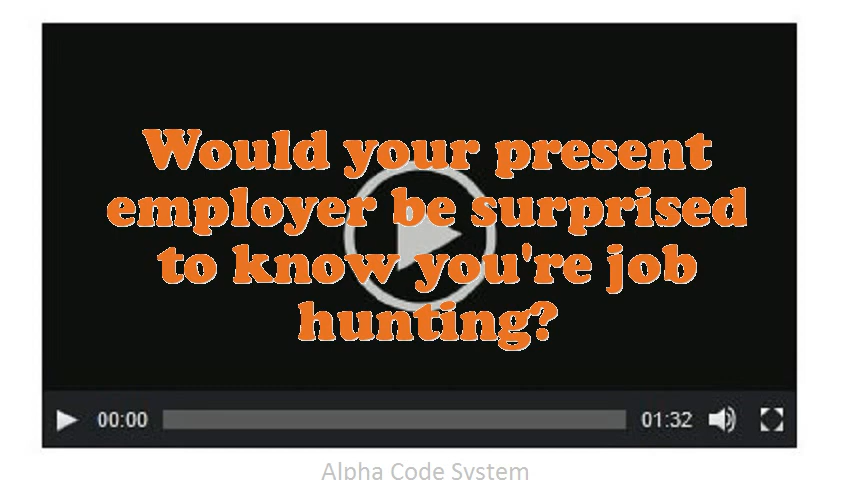 Would your present
employer be surprised
to know you're job
hunting?
00:00
01:32
Alpha Code System